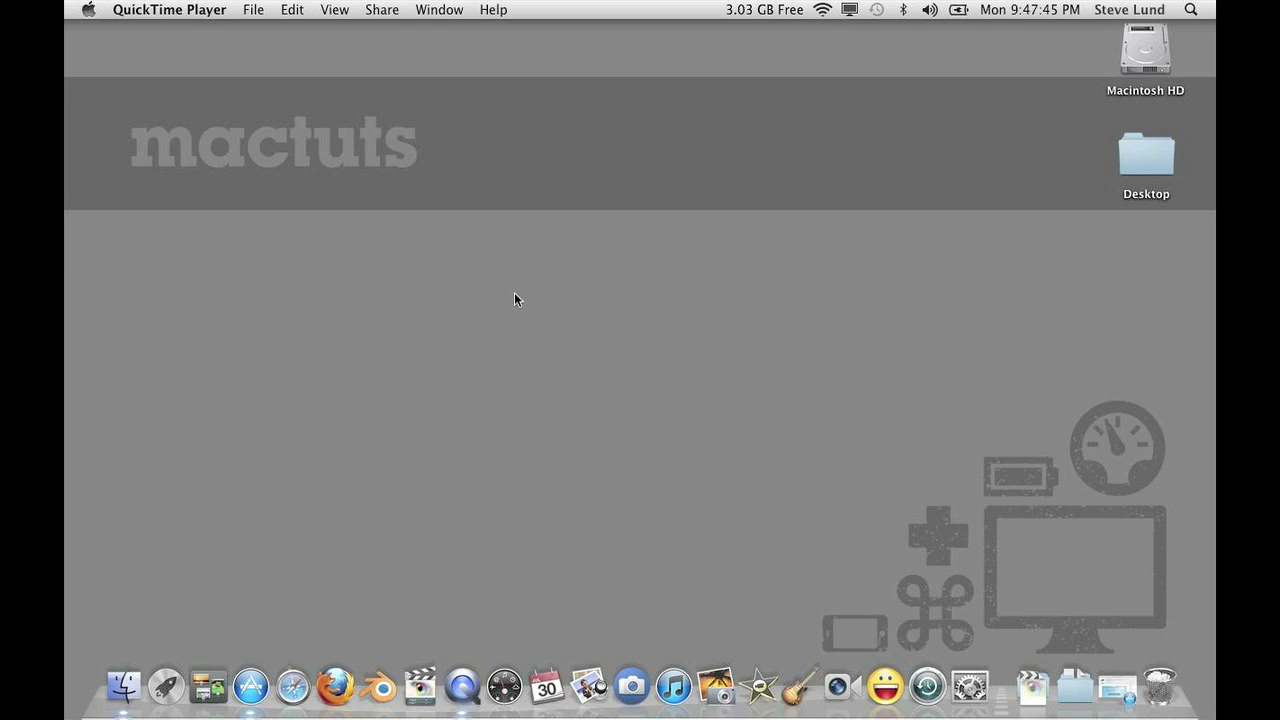 QuickTime Player File Edit View Share Window Help 3.03 GB Free Mon 9:47:45 PM Steve Lund
Macintosh HD
mactuts
Desktop
30